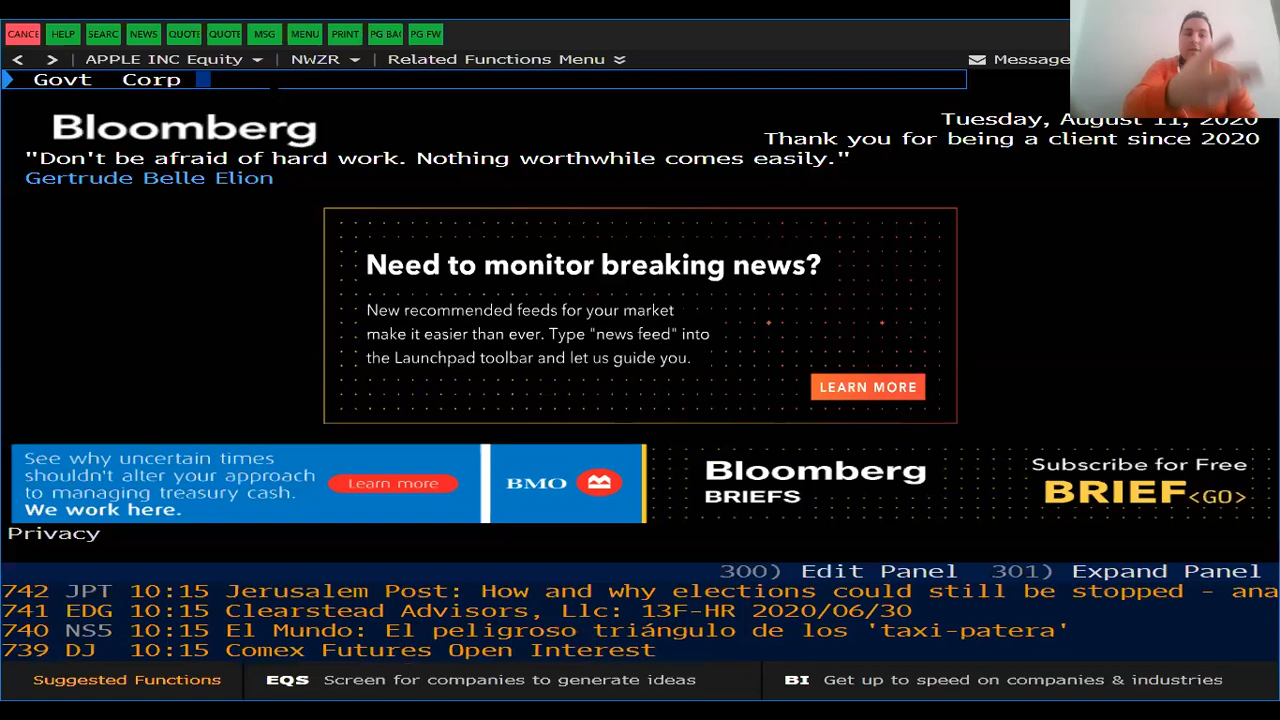 CANCE HELP SEARC NEWS QUOTE QUOTE MSG MENU PRINT PG BAC PG FW
< > APPLE INC Equity NWZR Related Functions Menu Message
Govt Corp
Bloomberg
Tuesday, August 11, 2020
Thank you for being a client since 2020
"Don't be afraid of hard work. Nothing worthwhile comes easily."
Gertrude Belle Elion
Need to monitor breaking news?
New recommended feeds for your market
make it easier than ever. Type "news feed" into
the Launchpad toolbar and let us guide you.
LEARN MORE
See why uncertain times
shouldn't alter your approach
to managing treasury cash.
We work here.
Learn more
BMO
Bloomberg
BRIEFS
Subscribe for Free
BRIEF<GO>
Privacy
300) Edit Panel 301) Expand Panel
742 JPT 10:15 Jerusalem Post: How and why elections could still be stopped - ana
741 EDG 10:15 Clearstead Advisors, Llc: 13F-HR 2020/06/30
740 NS5 10:15 El Mundo: El peligroso triángulo de los 'taxi-patera'
739 DJ 10:15 Comex Futures Open Interest
Suggested Functions EQS Screen for companies to generate ideas BI Get up to speed on companies & industries